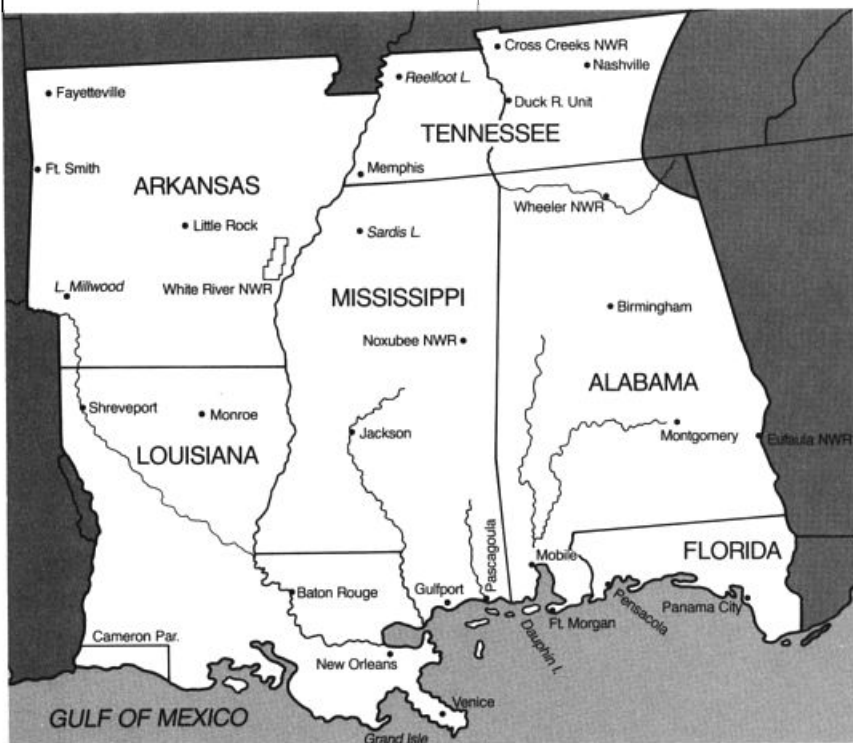 Cross Creeks NWR
Nashville
Reelfoot L.
Fayetteville
Duck R. Unit
TENNESSEE
Ft. Smith
Memphis
ARKANSAS
Wheeler NWR
Little Rock
Sardis L.
L. Millwood
White River NWR
MISSISSIPPI
Birmingham
Noxubee NWR
ALABAMA
Shreveport
Monroe
Jackson
Montgomery
Eufaula NWR
LOUISIANA
Pascagoula
Mobile
FLORIDA
Baton Rouge
Gulfport
Dauphin I.
Ft. Morgan
Pensacola
Panama City
Cameron Par.
New Orleans
Venice
GULF OF MEXICO
Grand Isle